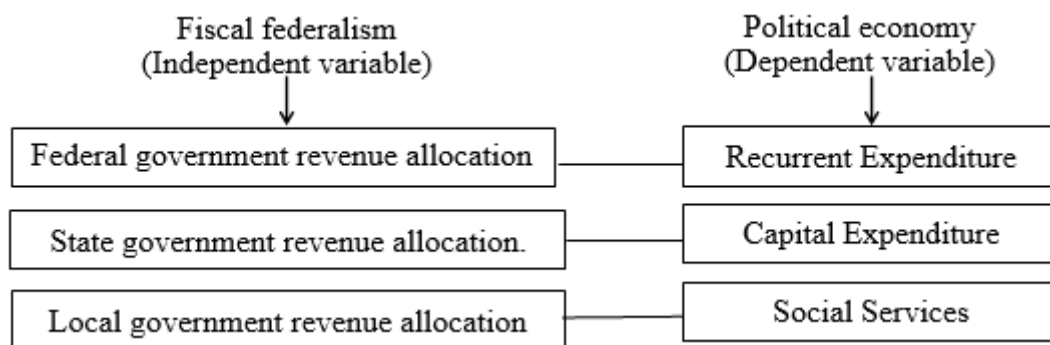 Fiscal federalism
(Independent variable)
Political economy
(Dependent variable)
Federal government revenue allocation
Recurrent Expenditure
State government revenue allocation.
Capital Expenditure
Local government revenue allocation
Social Services